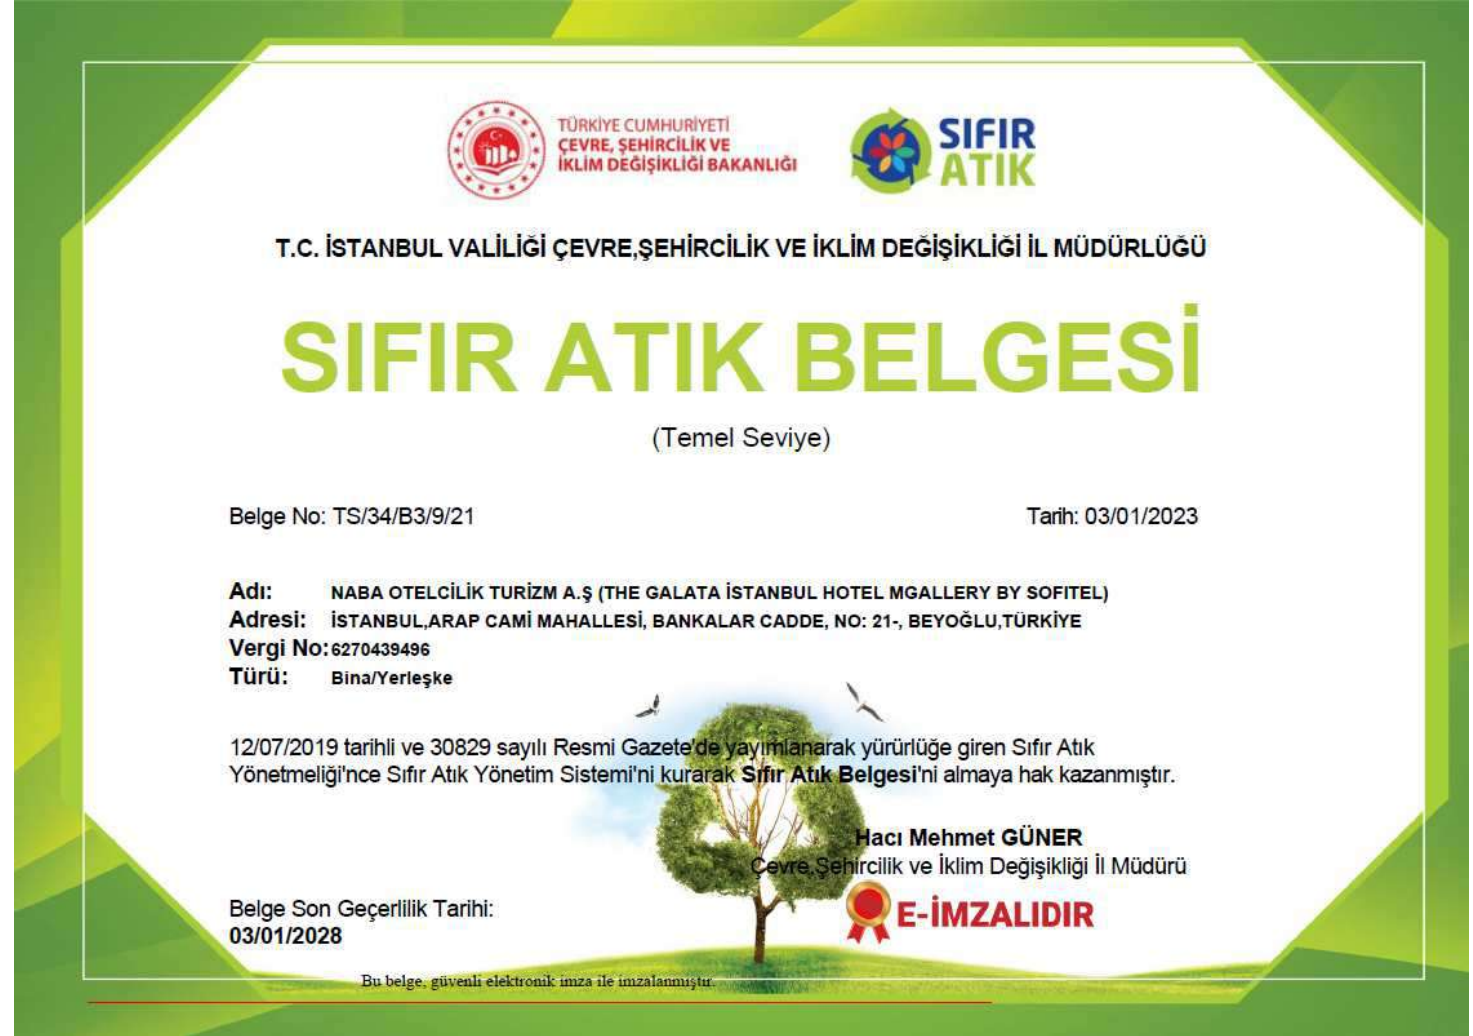 TÜRKİYE CUMHURİYETİ
ÇEVRE, ŞEHİRCİLİK VE
İKLİM DEĞİŞİKLİĞİ BAKANLIĞI
SIFIR
ATIK
T.C. İSTANBUL VALİLİĞİ ÇEVRE,ŞEHİRCİLİK VE İKLİM DEĞİŞİKLİĞİ İL MÜDÜRLÜĞÜ
SIFIR ATIK BELGESİ
(Temel Seviye)
Belge No: TS/34/B3/9/21 Tarih: 03/01/2023
Adı: NABA OTELCİLİK TURİZM A.Ş (THE GALATA İSTANBUL HOTEL MGALLERY BY SOFITEL)
Adresi: İSTANBUL,ARAP CAMİ MAHALLESİ, BANKALAR CADDE, NO: 21-, BEYOĞLU,TÜRKİYE
Vergi No: 6270439496
Türü: Bina/Yerleşke
12/07/2019 tarihli ve 30829 sayılı Resmi Gazete'de yayımlanarak yürürlüğe giren Sıfır Atık
Yönetmeliği'nce Sıfır Atık Yönetim Sistemi'ni kurarak Sıfır Atık Belgesi'ni almaya hak kazanmıştır.
Hacı Mehmet GÜNER
Çevre,Şehircilik ve İklim Değişikliği İl Müdürü
E-İMZALIDIR
Belge Son Geçerlilik Tarihi:
03/01/2028
Bu belge, güvenli elektronik imza ile imzalanmıştır.